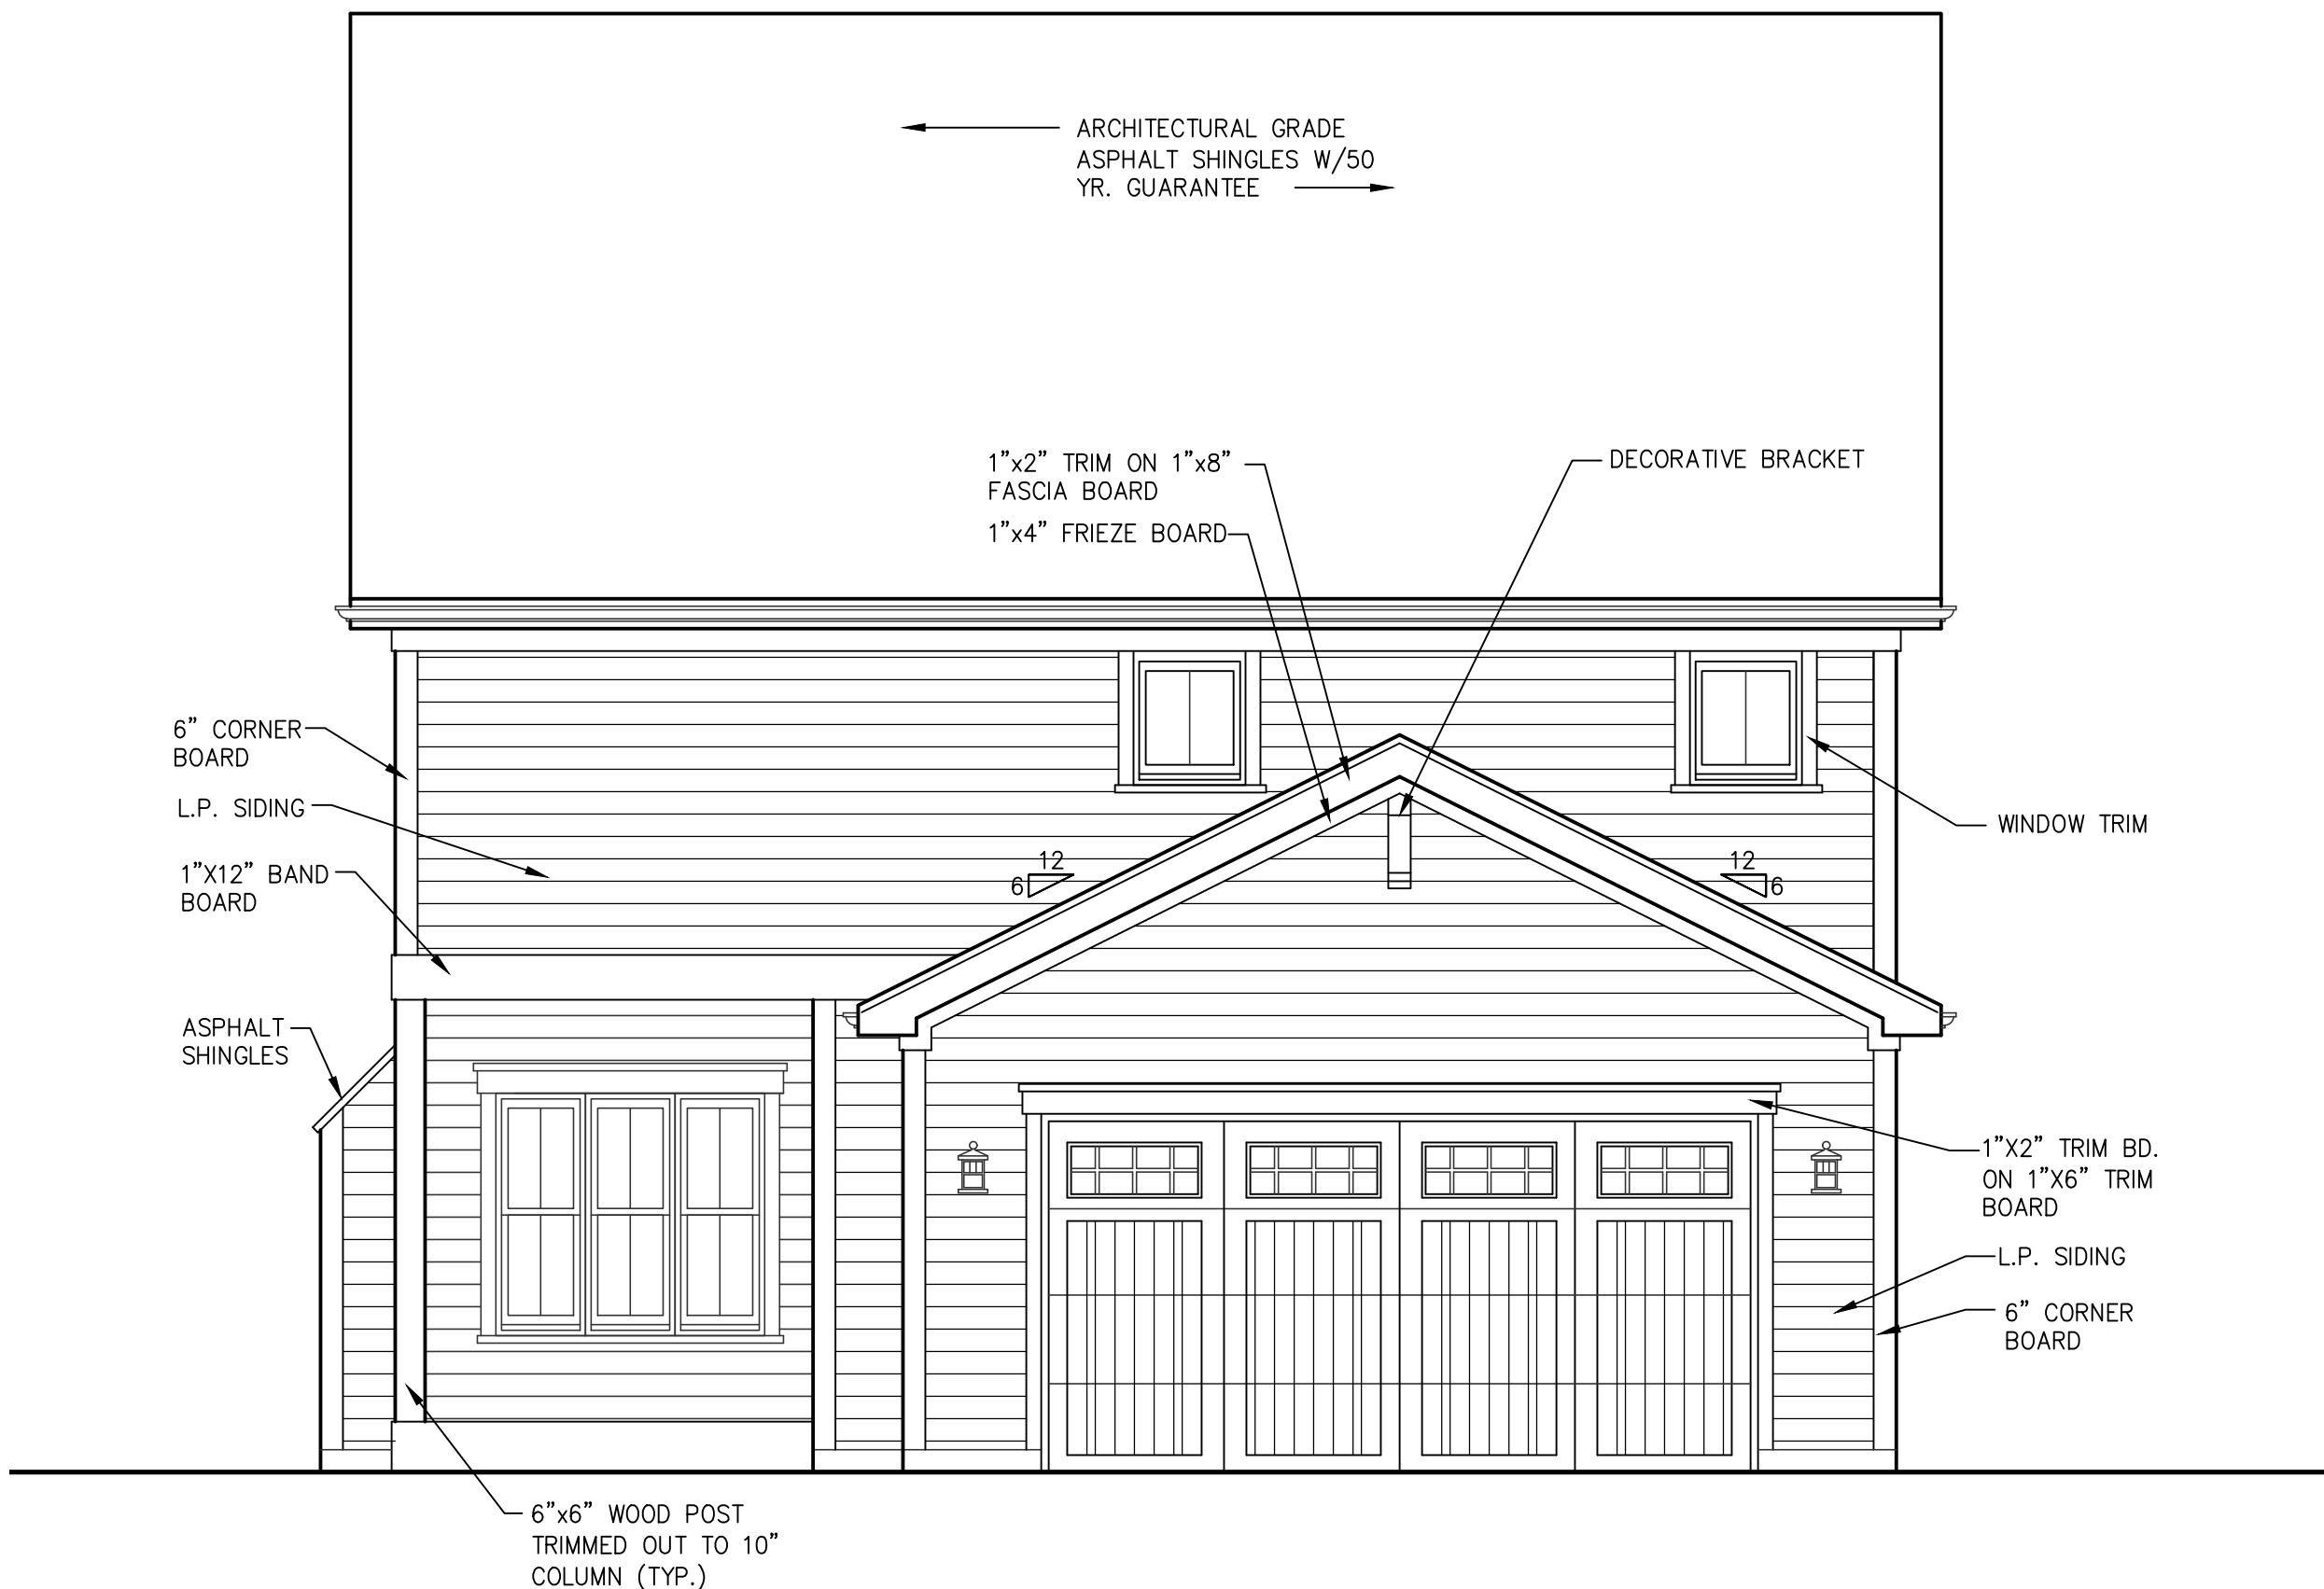 ARCHITECTURAL GRADE
ASPHALT SHINGLES W/50
YR. GUARANTEE
1"x2" TRIM ON 1"x8"
FASCIA BOARD
1"x4" FRIEZE BOARD
DECORATIVE BRACKET
6" CORNER
BOARD
L.P. SIDING
1"X12" BAND
BOARD
12
6
12
6
WINDOW TRIM
ASPHALT
SHINGLES
1"X2" TRIM BD.
ON 1"X6" TRIM
BOARD
L.P. SIDING
6" CORNER
BOARD
6"x6" WOOD POST
TRIMMED OUT TO 10"
COLUMN (TYP.)